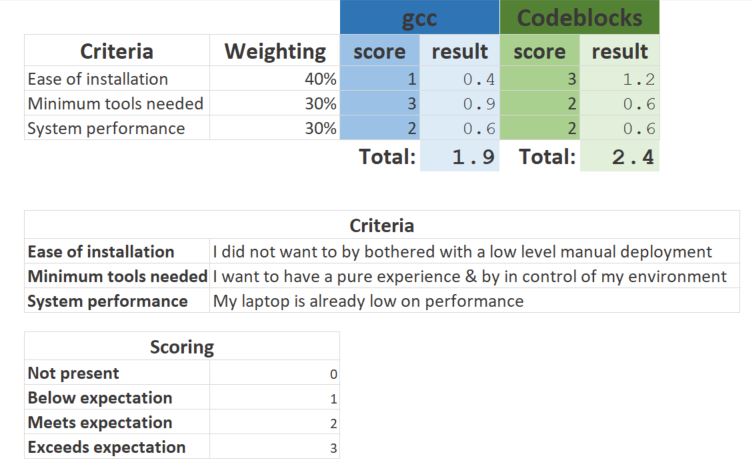 gcc Codeblocks
Criteria Weighting score result score result
Ease of installation 40% 1 0.4 3 1.2
Minimum tools needed 30% 3 0.9 2 0.6
System performance 30% 2 0.6 2 0.6
Total: 1.9 Total: 2.4
Criteria
Ease of installation I did not want to by bothered with a low level manual deployment
Minimum tools needed I want to have a pure experience & by in control of my environment
System performance My laptop is already low on performance
Scoring
Not present 0
Below expectation 1
Meets expectation 2
Exceeds expectation 3